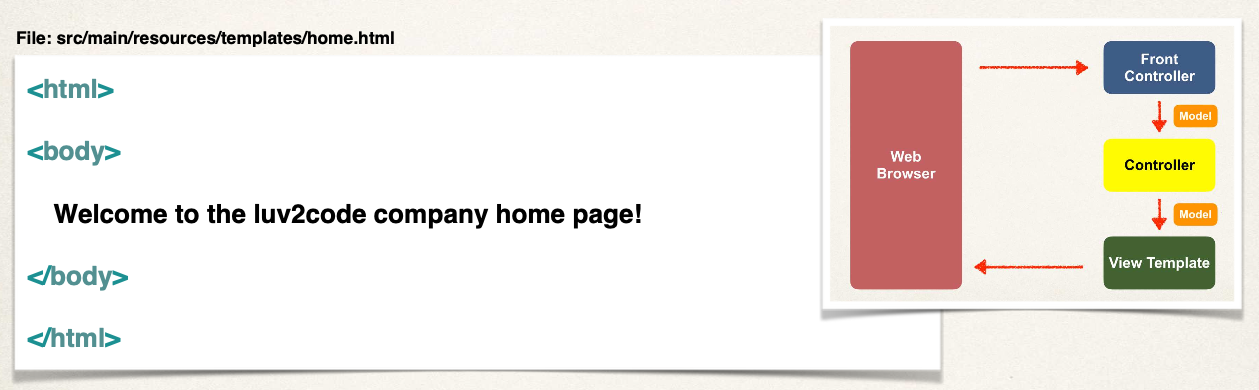 File: src/main/resources/templates/home.html
<html>
<body>
Welcome to the luv2code company home page!
</body>
</html>
Web
Browser
Front
Controller
Model
Controller
Model
View Template